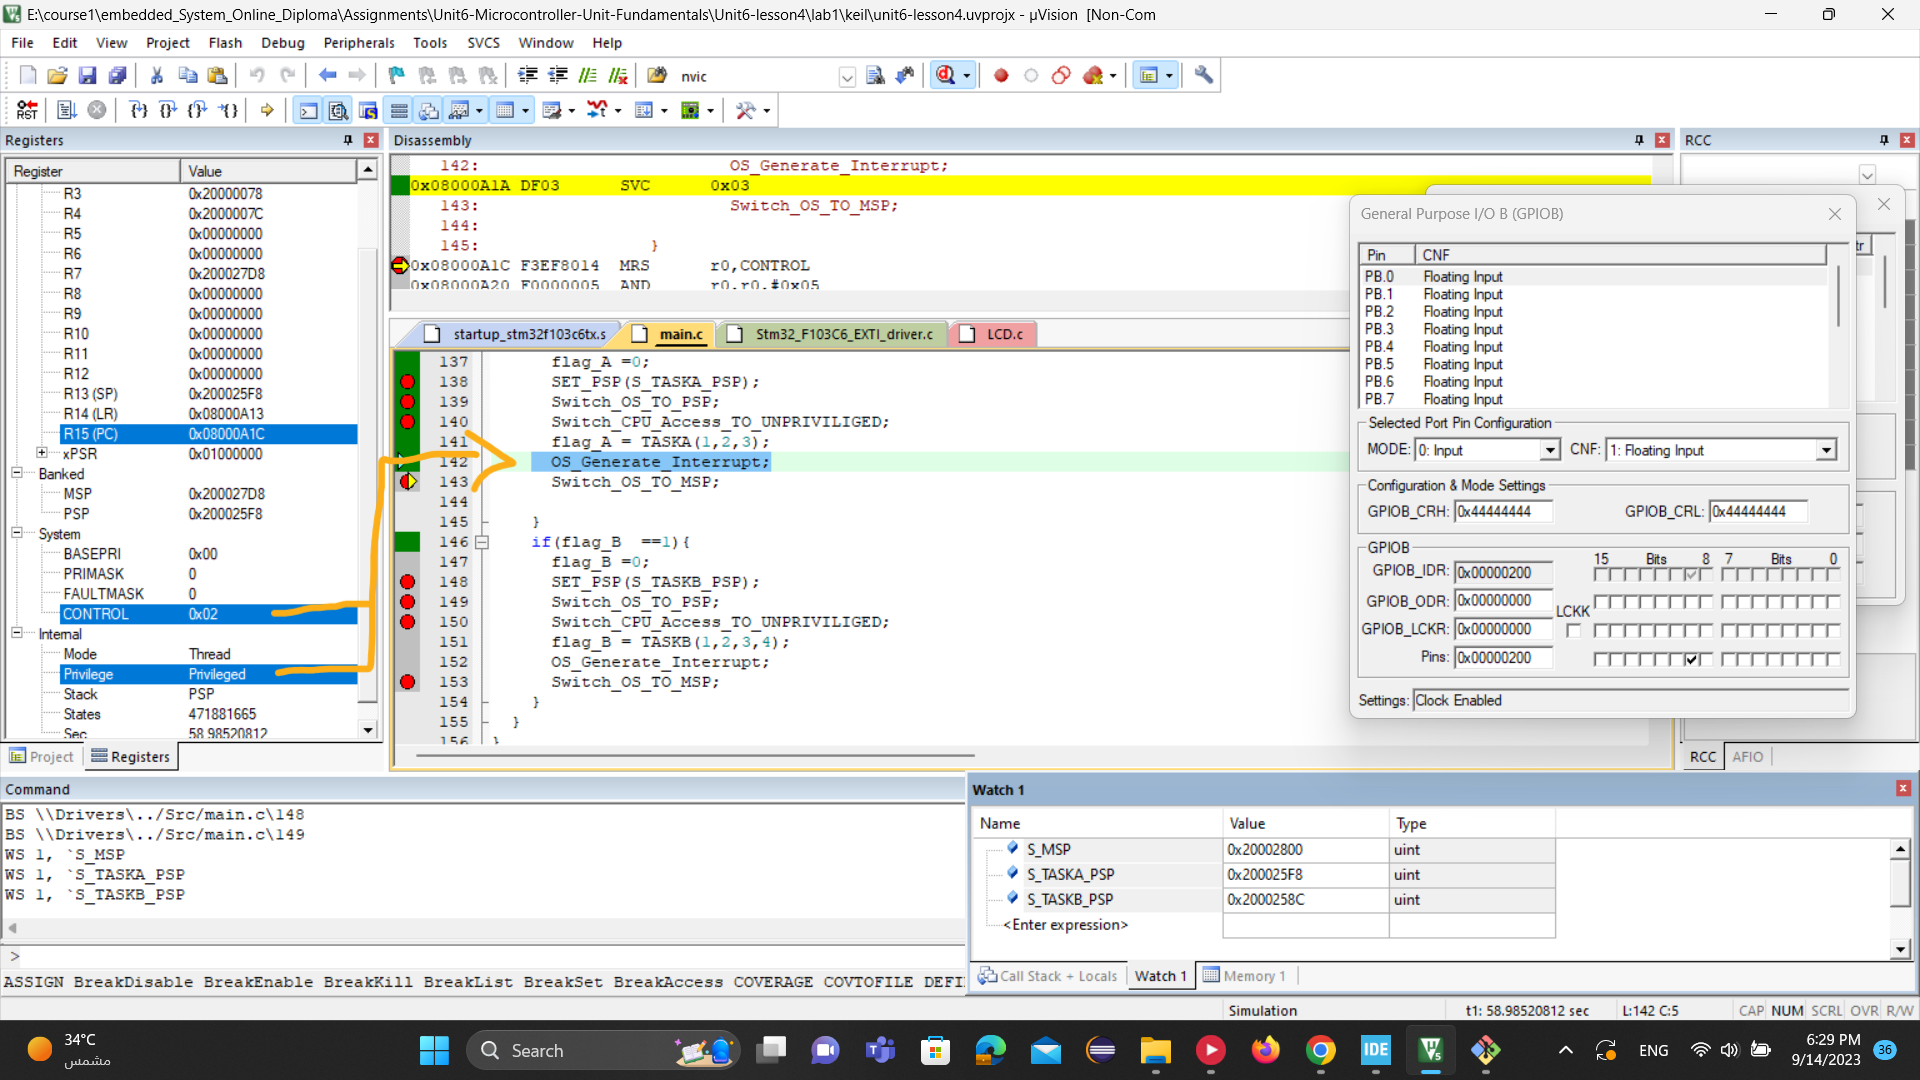 E:\course1\embedded_System_Online_Diploma\Assignments\Unit6-Microcontroller-Unit-Fundamentals\Unit6-lesson4\lab1\keil\unit6-lesson4.uvprojx - µVision  [Non-Com
File Edit View Project Flash Debug Peripherals Tools SVCS Window Help
nvic
RST
Registers
Register Value
R3 0x20000078
R4 0x2000007C
R5 0x00000000
R6 0x00000000
R7 0x200027D8
R8 0x00000000
R9 0x00000000
R10 0x00000000
R11 0x00000000
R12 0x00000000
R13 (SP) 0x200025F8
R14 (LR) 0x08000A13
R15 (PC) 0x08000A1C
xPSR 0x01000000
Banked
MSP 0x200027D8
PSP 0x200025F8
System
BASEPRI 0x00
PRIMASK 0
FAULTMASK 0
CONTROL 0x02
Internal
Mode Thread
Privilege Privileged
Stack PSP
States 471881665
Sec 58.98520812
Project Registers
Disassembly
142: OS_Generate_Interrupt;
0x08000A1A DF03 SVC 0x03
143: Switch_OS_TO_MSP;
144:
145: }
0x08000A1C F3EF8014 MRS r0,CONTROL
0x08000A20 F0000005 AND r0,r0,#0x05
startup_stm32f103c6tx.s main.c Stm32_F103C6_EXTI_driver.c LCD.c
137 flag_A =0;
138 SET_PSP(S_TASKA_PSP);
139 Switch_OS_TO_PSP;
140 Switch_CPU_Access_TO_UNPRIVILIGED;
141 flag_A = TASKA(1,2,3);
142 OS_Generate_Interrupt;
143 Switch_OS_TO_MSP;
144
145 }
146 if(flag_B  ==1){
147 flag_B =0;
148 SET_PSP(S_TASKB_PSP);
149 Switch_OS_TO_PSP;
150 Switch_CPU_Access_TO_UNPRIVILIGED;
151 flag_B = TASKB(1,2,3,4);
152 OS_Generate_Interrupt;
153 Switch_OS_TO_MSP;
154 }
155 }
156 }
RCC
tr
General Purpose I/O B (GPIOB)
Pin CNF
PB.0 Floating Input
PB.1 Floating Input
PB.2 Floating Input
PB.3 Floating Input
PB.4 Floating Input
PB.5 Floating Input
PB.6 Floating Input
PB.7 Floating Input
Selected Port Pin Configuration
MODE: 0: Input CNF: 1: Floating Input
Configuration & Mode Settings
GPIOB_CRH: 0x44444444 GPIOB_CRL: 0x44444444
GPIOB
15 Bits 8 7 Bits 0
GPIOB_IDR: 0x00000200
GPIOB_ODR: 0x00000000
LCKK
GPIOB_LCKR: 0x00000000
Pins: 0x00000200
Settings: Clock Enabled
RCC AFIO
Command
BS \\Drivers\../Src/main.c\148
BS \\Drivers\../Src/main.c\149
WS 1, `S_MSP
WS 1, `S_TASKA_PSP
WS 1, `S_TASKB_PSP
>
ASSIGN BreakDisable BreakEnable BreakKill BreakList BreakSet BreakAccess COVERAGE COVTOFILE DEFI
Watch 1
Name Value Type
S_MSP 0x20002800 uint
S_TASKA_PSP 0x200025F8 uint
S_TASKB_PSP 0x2000258C uint
<Enter expression>
Call Stack + Locals Watch 1 Memory 1
Simulation t1: 58.98520812 sec L:142 C:5 CAP NUM SCRL OVR R/W
34°C
مشمس
Search
IDE
ENG
6:29 PM
9/14/2023
36